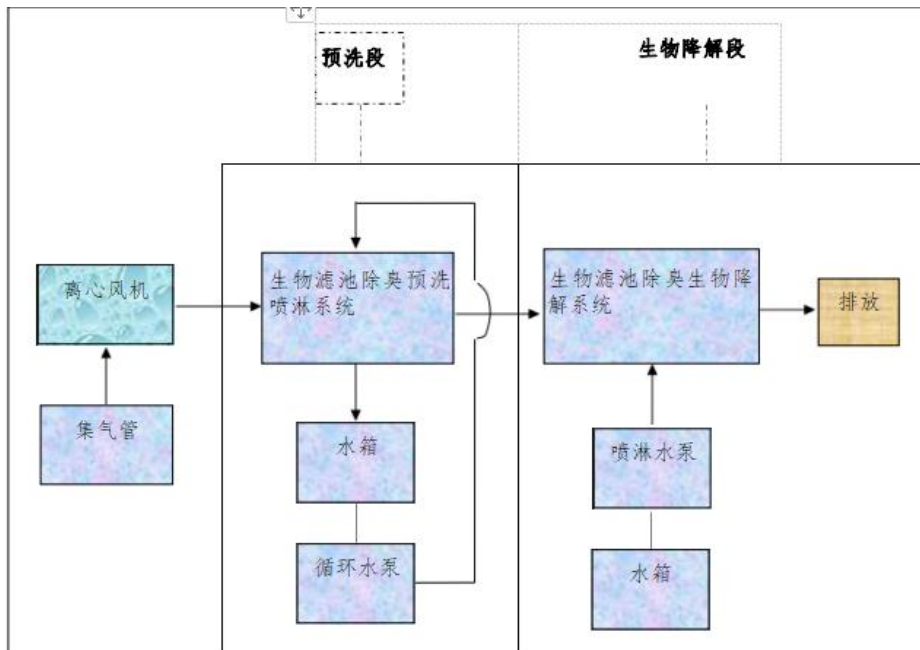 预洗段
生物降解段
离心风机
生物滤池除臭预洗
喷淋系统
生物滤池除臭生物降
解系统
排放
集气管
水箱
喷淋水泵
循环水泵
水箱